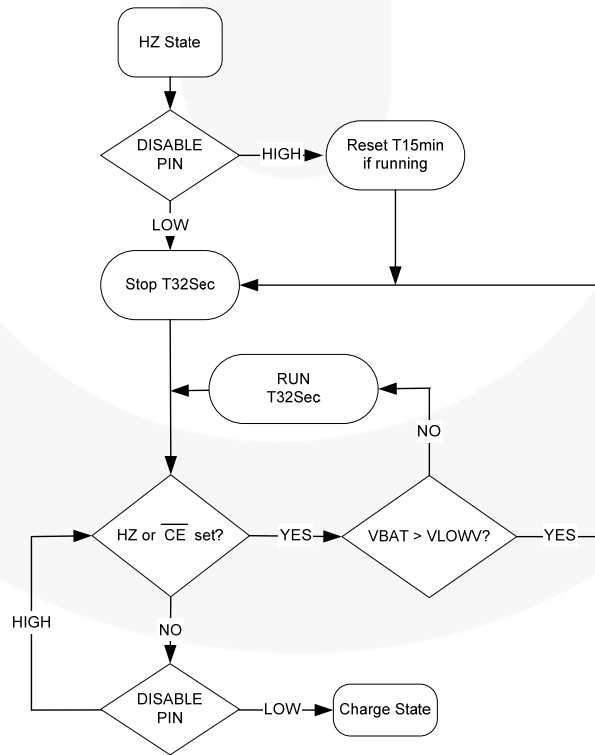 HZ State
DISABLE
PIN
HIGH
Reset T15min
if running
LOW
Stop T32Sec
RUN
T32Sec
NO
HZ or C̅E̅ set?
YES
VBAT > VLOWV?
YES
HIGH
NO
DISABLE
PIN
LOW
Charge State